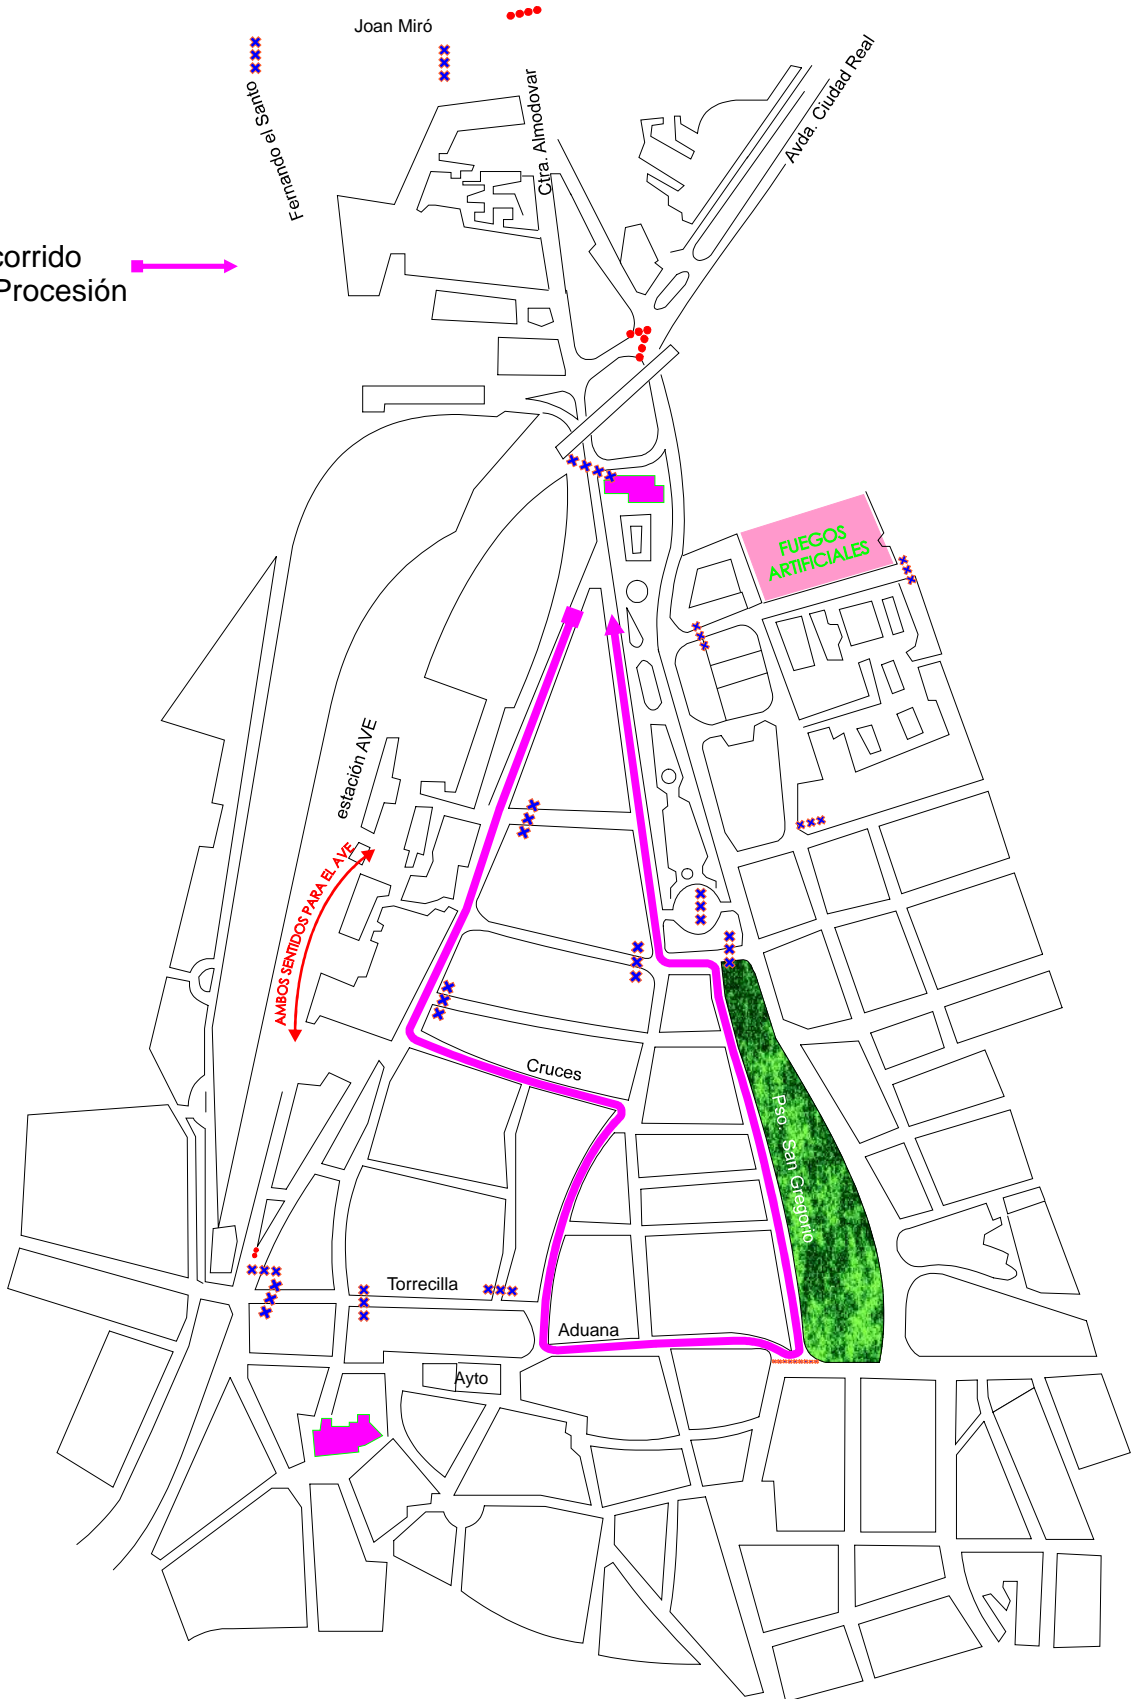 Joan Miró
Fernando el Santo
Ctra. Almodovar
Avda. Ciudad Real
corrido
Procesión
FUEGOS
ARTIFICIALES
estación AVE
AMBOS SENTIDOS PARA EL AVE
Cruces
Pso. San Gregorio
Torrecilla
Aduana
Ayto